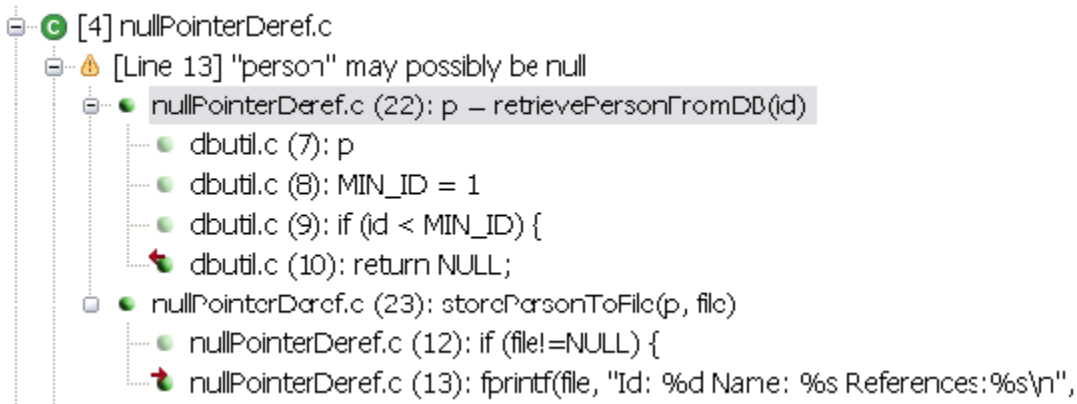 C [4] nullPointerDeref.c
[Line 13] "person" may possibly be null
nullPointerDeref.c (22): p = retrievePersonFromDB(id)
dbutil.c (7): p
dbutil.c (8): MIN_ID = 1
dbutil.c (9): if (id < MIN_ID) {
dbutil.c (10): return NULL;
nullPointerDeref.c (23): storePersonToFile(p, file)
nullPointerDeref.c (12): if (file!=NULL) {
nullPointerDeref.c (13): fprintf(file, "Id: %d Name: %s References:%s\n",